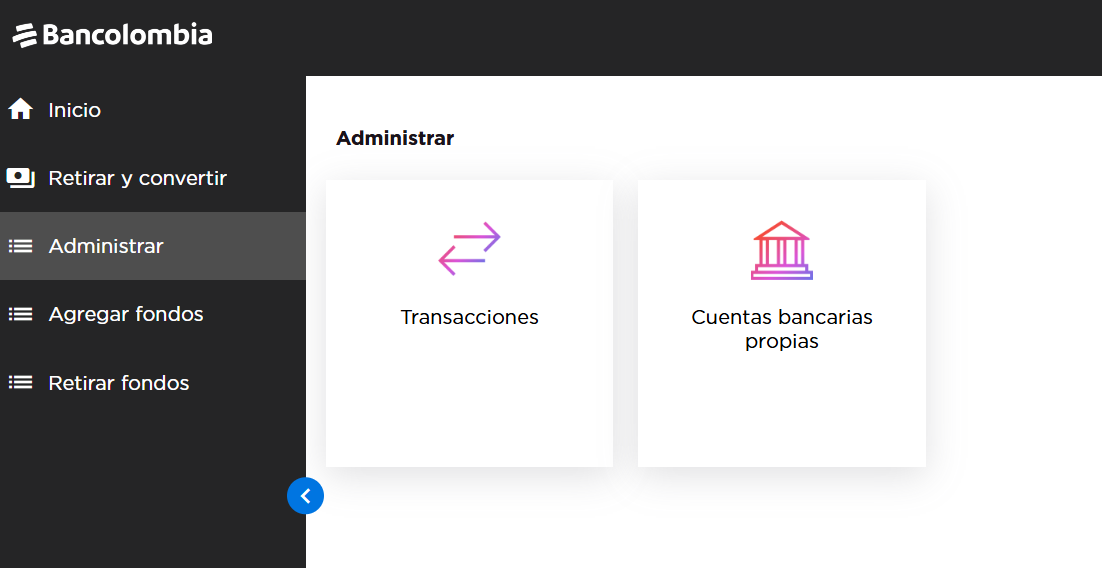 Bancolombia
Inicio
Retirar y convertir
Administrar
Agregar fondos
Retirar fondos
Administrar
Transacciones
Cuentas bancarias
propias